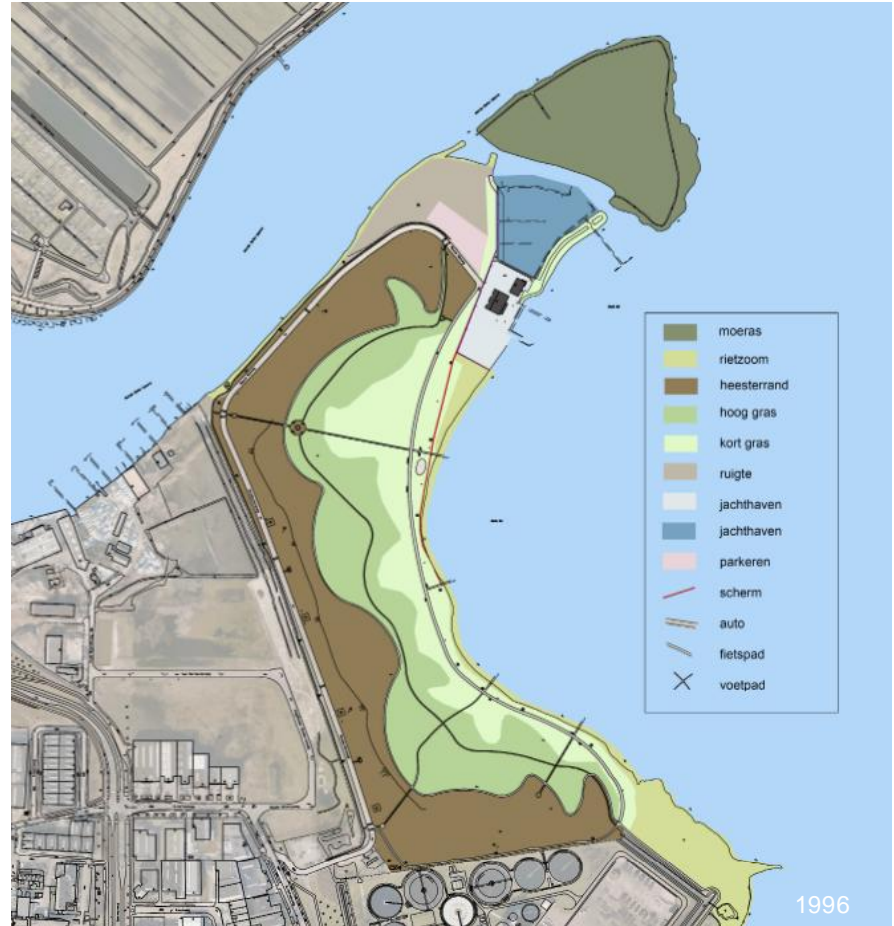 moeras
rietzoom
heesterrand
hoog gras
kort gras
ruigte
jachthaven
jachthaven
parkeren
scherm
auto
fietspad
voetpad
1996